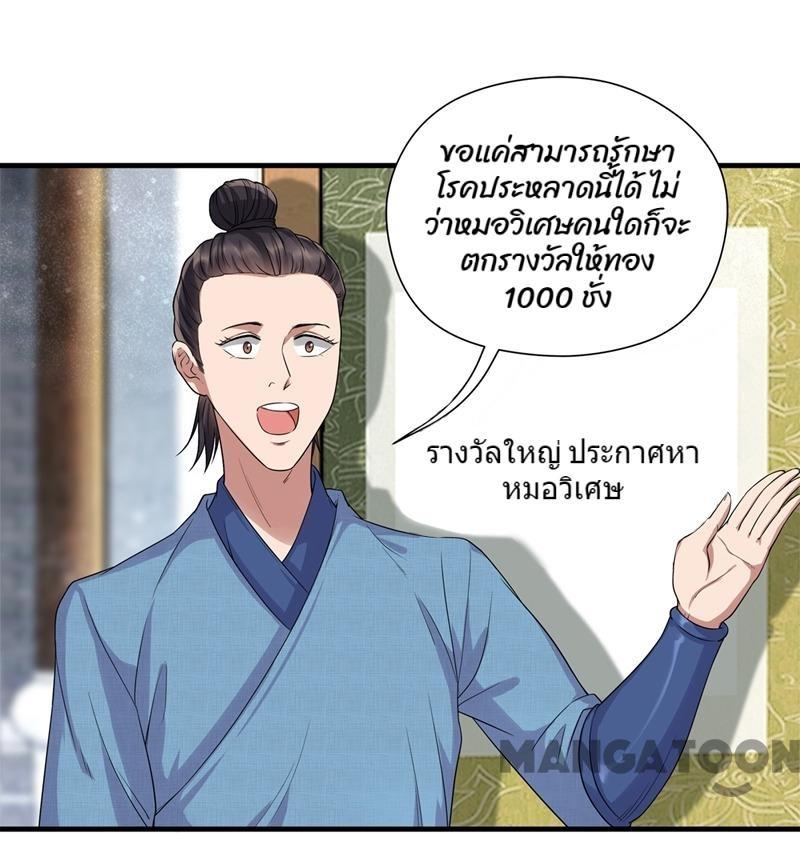 ขอแค่สามารถรักษา
โรคประหลาดนี้ได้ ไม่
ว่าหมอวิเศษคนใดก็จะ
ตกรางวัลให้ทอง
1000 ชั่ง
รางวัลใหญ่ ประกาศหา
หมอวิเศษ
MANGATOON